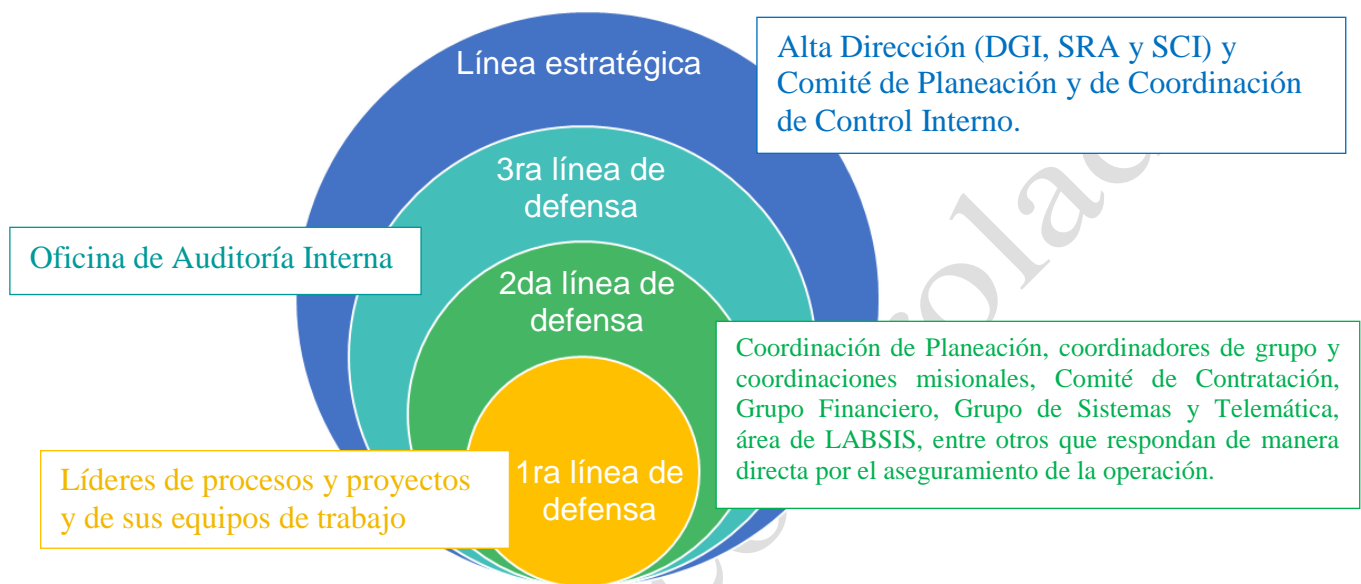 Línea estratégica
Alta Dirección (DGI, SRA y SCI) y
Comité de Planeación y de Coordinación
de Control Interno.
3ra línea de
defensa
Oficina de Auditoría Interna
2da línea de
defensa
Coordinación de Planeación, coordinadores de grupo y
coordinaciones misionales, Comité de Contratación,
Grupo Financiero, Grupo de Sistemas y Telemática,
área de LABSIS, entre otros que respondan de manera
directa por el aseguramiento de la operación.
1ra línea de
defensa
Líderes de procesos y proyectos
y de sus equipos de trabajo